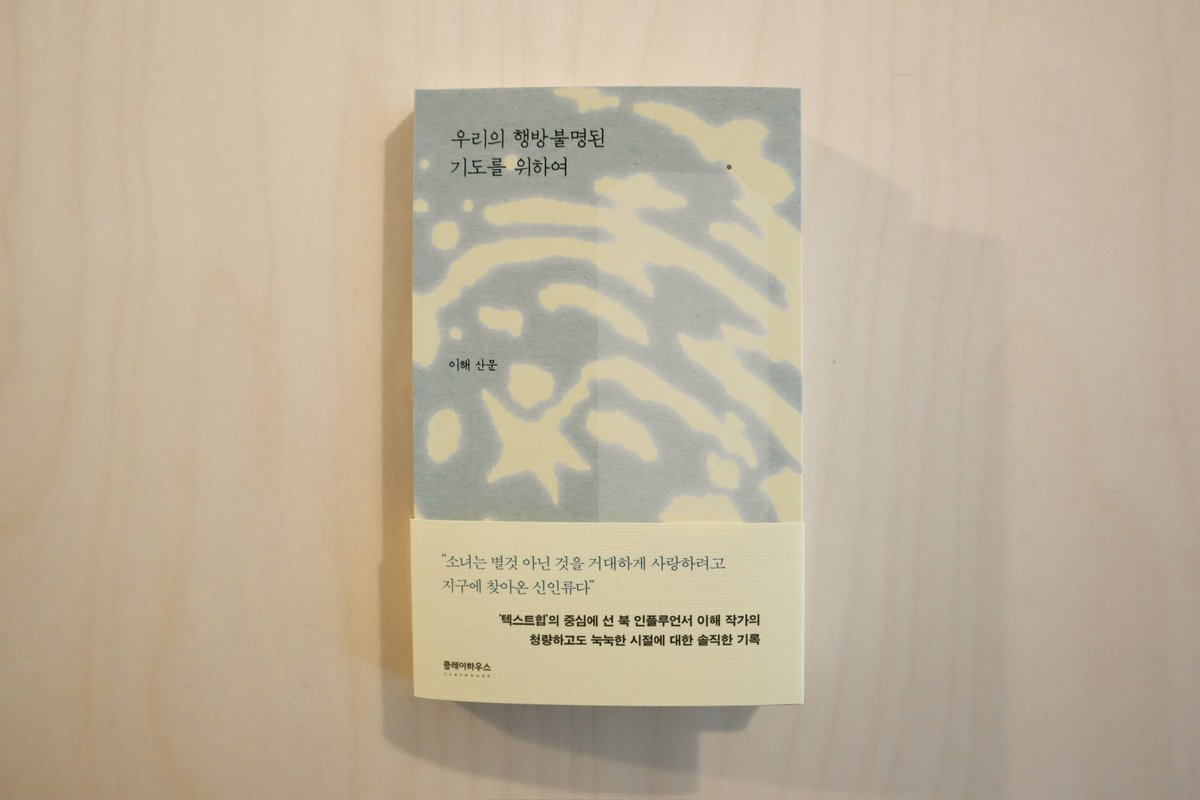 우리의 행방불명된
기도를 위하여
이해 산문
“소녀는 별것 아닌 것을 거대하게 사랑하려고
지구에 찾아온 신인류다”
‘텍스트힙’의 중심에 선 북 인플루언서 이해 작가의
청량하고도 눅눅한 시절에 대한 솔직한 기록
클레이하우스
CLAYHOUSE